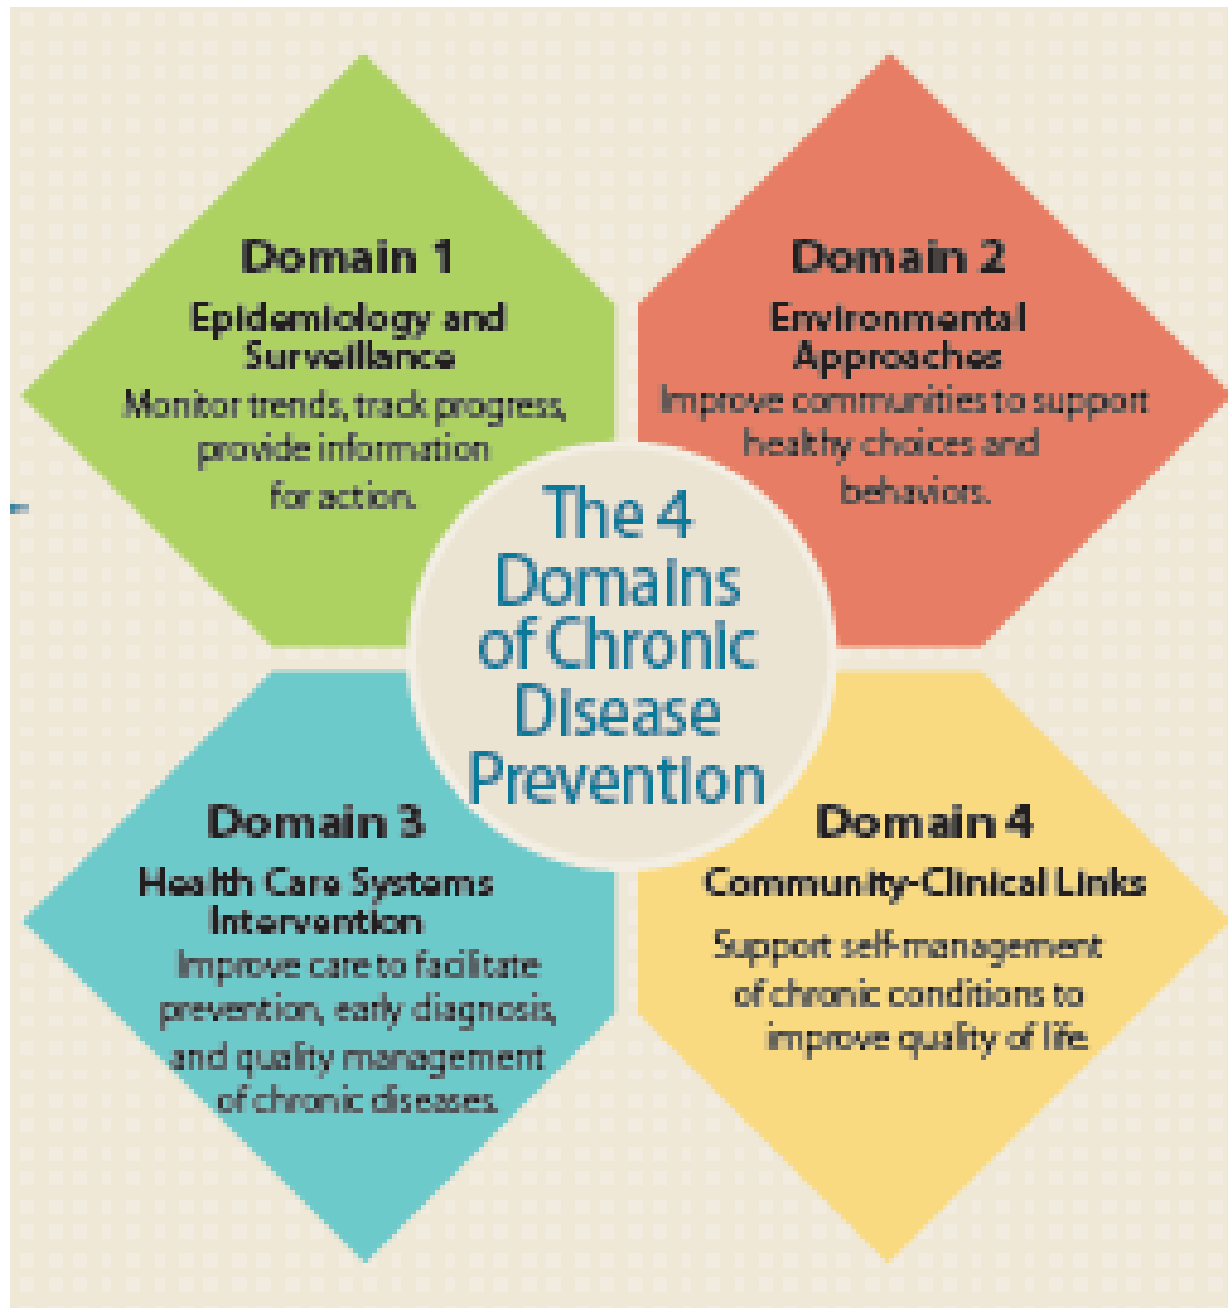 Domain 1
Epidemiology and
Surveillance
Monitor trends, track progress,
provide information
for action.
Domain 2
Environmental
Approaches
Improve communities to support
healthy choices and
behaviors.
The 4
Domains
of Chronic
Disease
Prevention
Domain 3
Health Care Systems
Intervention
Improve care to facilitate
prevention, early diagnosis,
and quality management
of chronic diseases.
Domain 4
Community-Clinical Links
Support self-management
of chronic conditions to
improve quality of life.